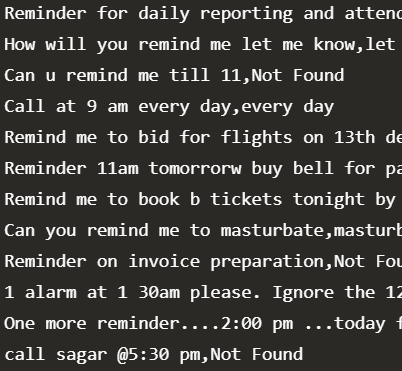 Reminder for daily reporting and attend
How will you remind me let me know,let
Can u remind me till 11,Not Found
Call at 9 am every day,every day
Remind me to bid for flights on 13th de
Reminder 11am tomorrorw buy bell for pa
Remind me to book b tickets tonight by
Can you remind me to masturbate,masturb
Reminder on invoice preparation,Not Fou
1 alarm at 1 30am please. Ignore the 12
One more reminder....2:00 pm ...today f
call sagar @5:30 pm,Not Found